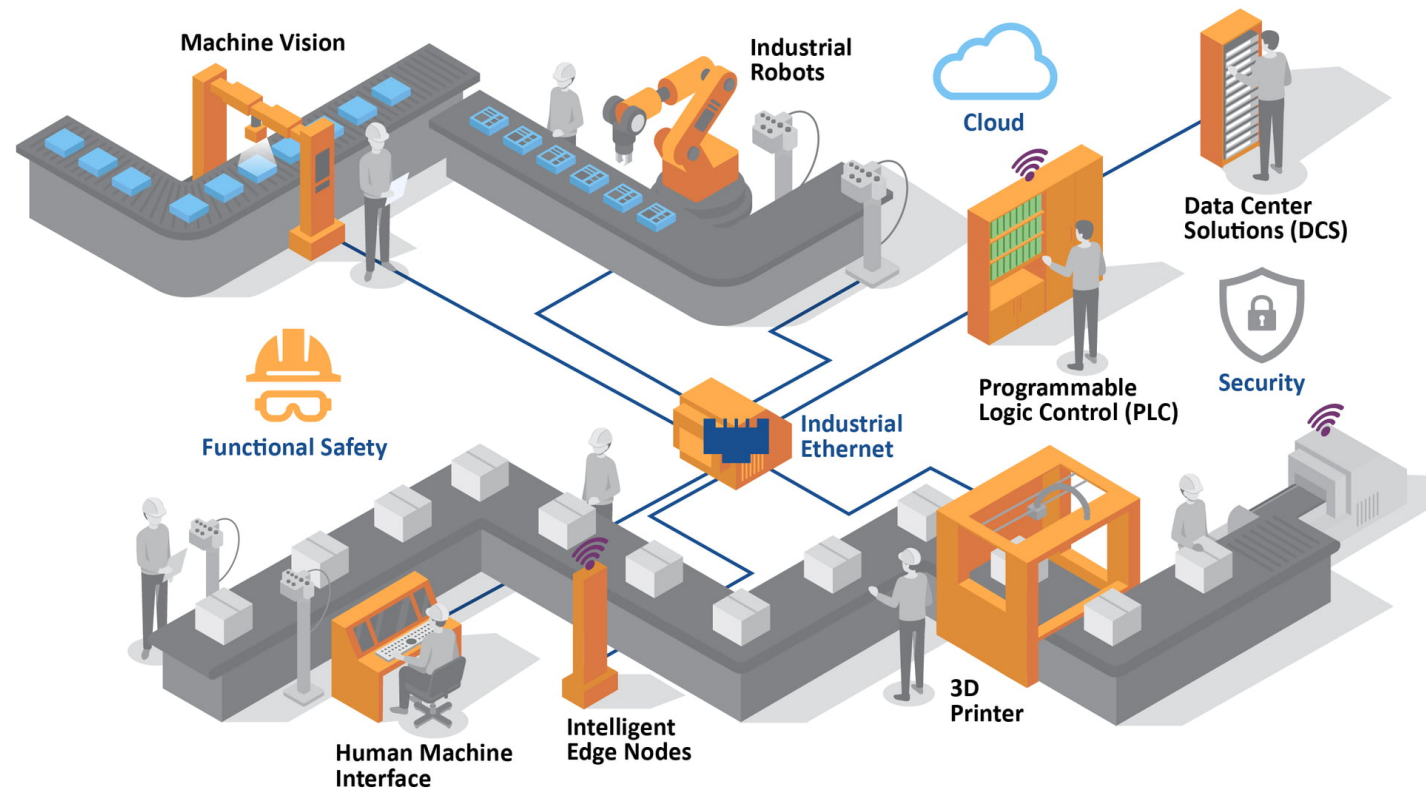 Machine Vision
Industrial
Robots
Cloud
Data Center
Solutions (DCS)
Functional Safety
Industrial
Ethernet
Programmable
Logic Control (PLC)
Security
Human Machine
Interface
Intelligent
Edge Nodes
3D
Printer